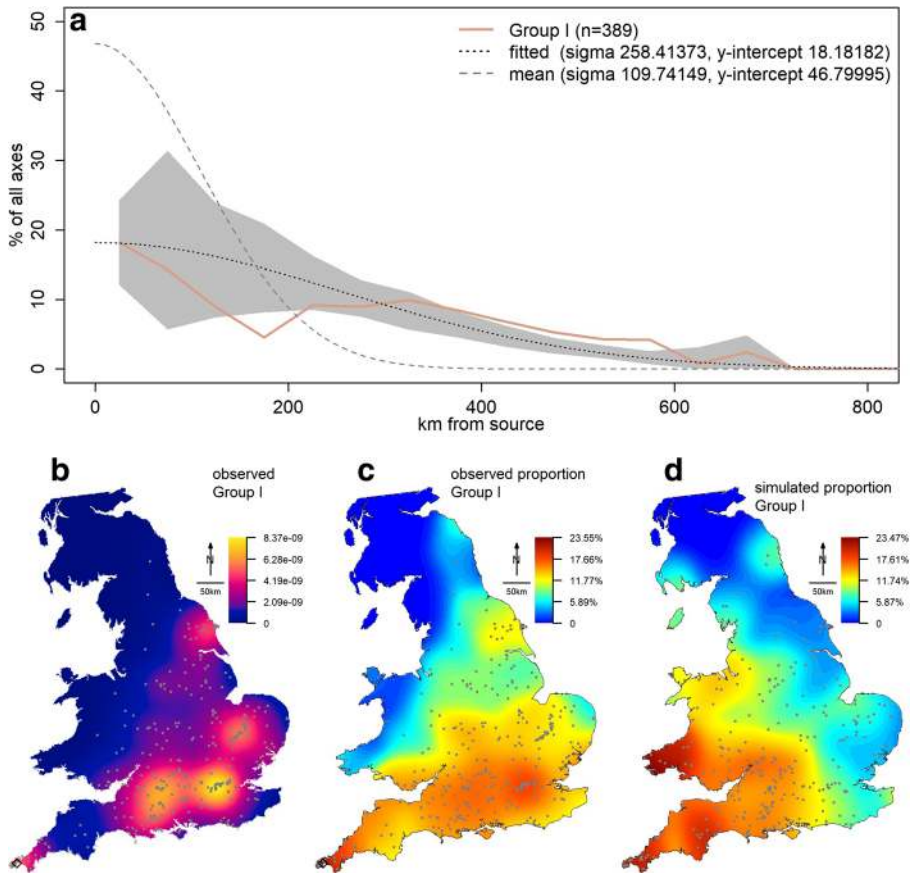 a
Group I (n=389)
fitted (sigma 258.41373, y-intercept 18.18182)
mean (sigma 109.74149, y-intercept 46.79995)
% of all axes
50
40
30
20
10
0
0 200 400 600 800
km from source
b
observed
Group I
N
50km
8.37e-09
6.28e-09
4.19e-09
2.09e-09
0
c
observed proportion
Group I
N
50km
23.55%
17.66%
11.77%
5.89%
0
d
simulated proportion
Group I
N
50km
23.47%
17.61%
11.74%
5.87%
0